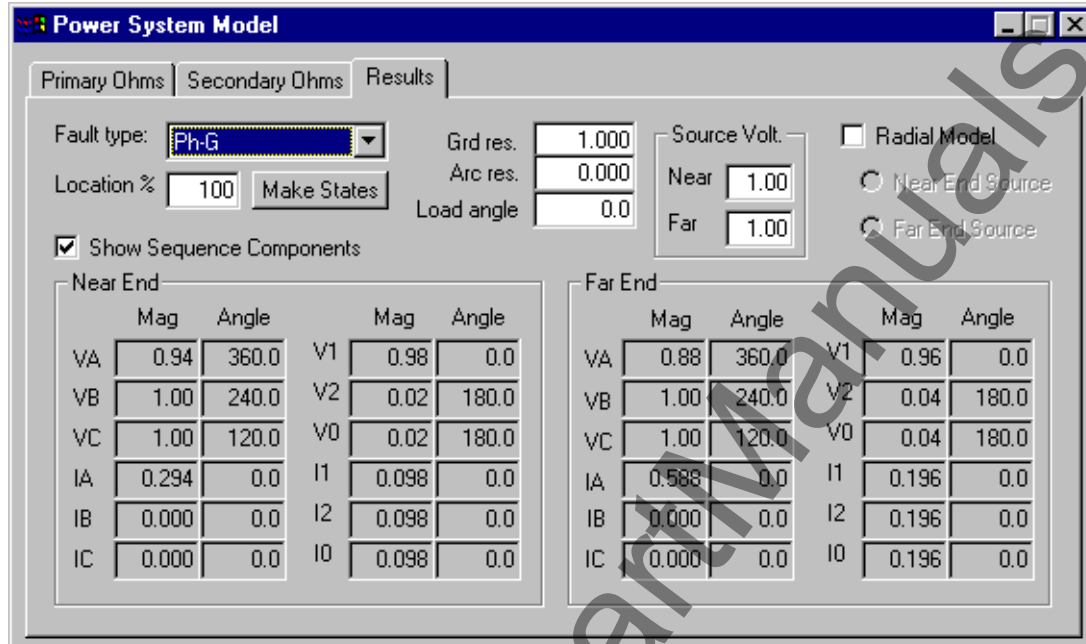 Power System Model
Primary Ohms Secondary Ohms Results
Fault type: Ph-G Grd res. 1.000 Source Volt. Radial Model
Location % 100 Make States Arc res. 0.000 Near 1.00 Near End Source
Load angle 0.0 Far 1.00 Far End Source
Show Sequence Components
Near End Far End
Mag Angle Mag Angle Mag Angle Mag Angle
VA 0.94 360.0 V1 0.98 0.0 VA 0.88 360.0 V1 0.96 0.0
VB 1.00 240.0 V2 0.02 180.0 VB 1.00 240.0 V2 0.04 180.0
VC 1.00 120.0 V0 0.02 180.0 VC 1.00 120.0 V0 0.04 180.0
IA 0.294 0.0 I1 0.098 0.0 IA 0.588 0.0 I1 0.196 0.0
IB 0.000 0.0 I2 0.098 0.0 IB 0.000 0.0 I2 0.196 0.0
IC 0.000 0.0 I0 0.098 0.0 IC 0.000 0.0 I0 0.196 0.0
artManuals